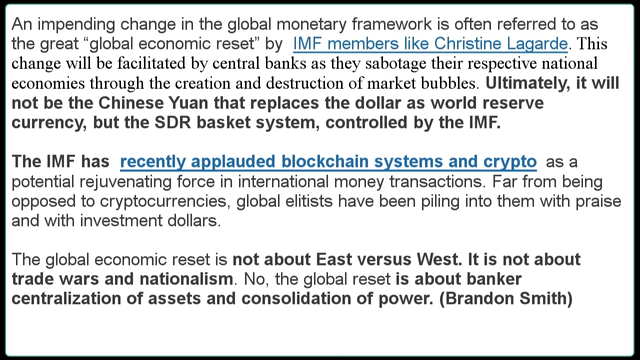 An impending change in the global monetary framework is often referred to as
the great “global economic reset” by IMF members like Christine Lagarde. This
change will be facilitated by central banks as they sabotage their respective national
economies through the creation and destruction of market bubbles. Ultimately, it will
not be the Chinese Yuan that replaces the dollar as world reserve
currency, but the SDR basket system, controlled by the IMF.
The IMF has recently applauded blockchain systems and crypto as a
potential rejuvenating force in international money transactions. Far from being
opposed to cryptocurrencies, global elitists have been piling into them with praise
and with investment dollars.
The global economic reset is not about East versus West. It is not about
trade wars and nationalism. No, the global reset is about banker
centralization of assets and consolidation of power. (Brandon Smith)